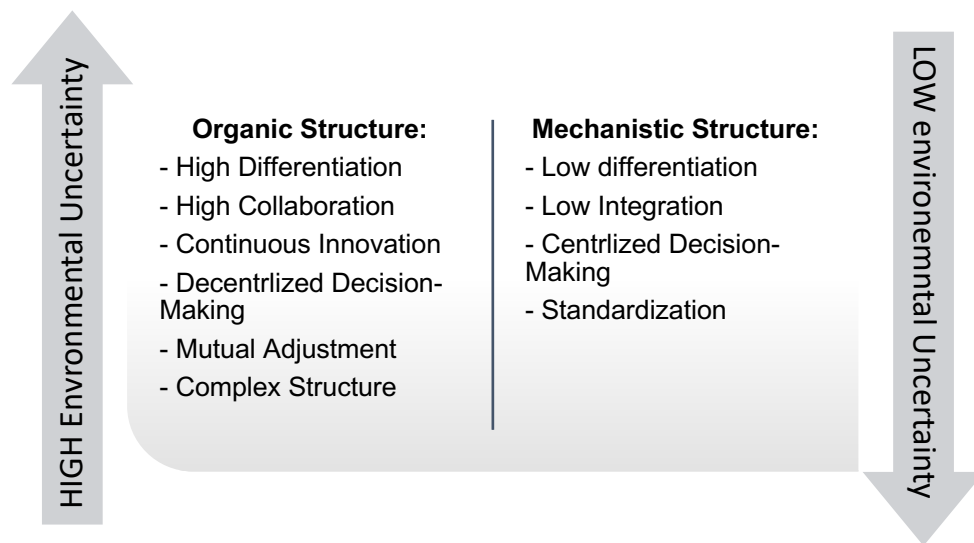 HIGH Envronmental Uncertainty
Organic Structure:
- High Differentiation
- High Collaboration
- Continuous Innovation
- Decentrlized Decision-
Making
- Mutual Adjustment
- Complex Structure
Mechanistic Structure:
- Low differentiation
- Low Integration
- Centrlized Decision-
Making
- Standardization
LOW environemntal Uncertainty